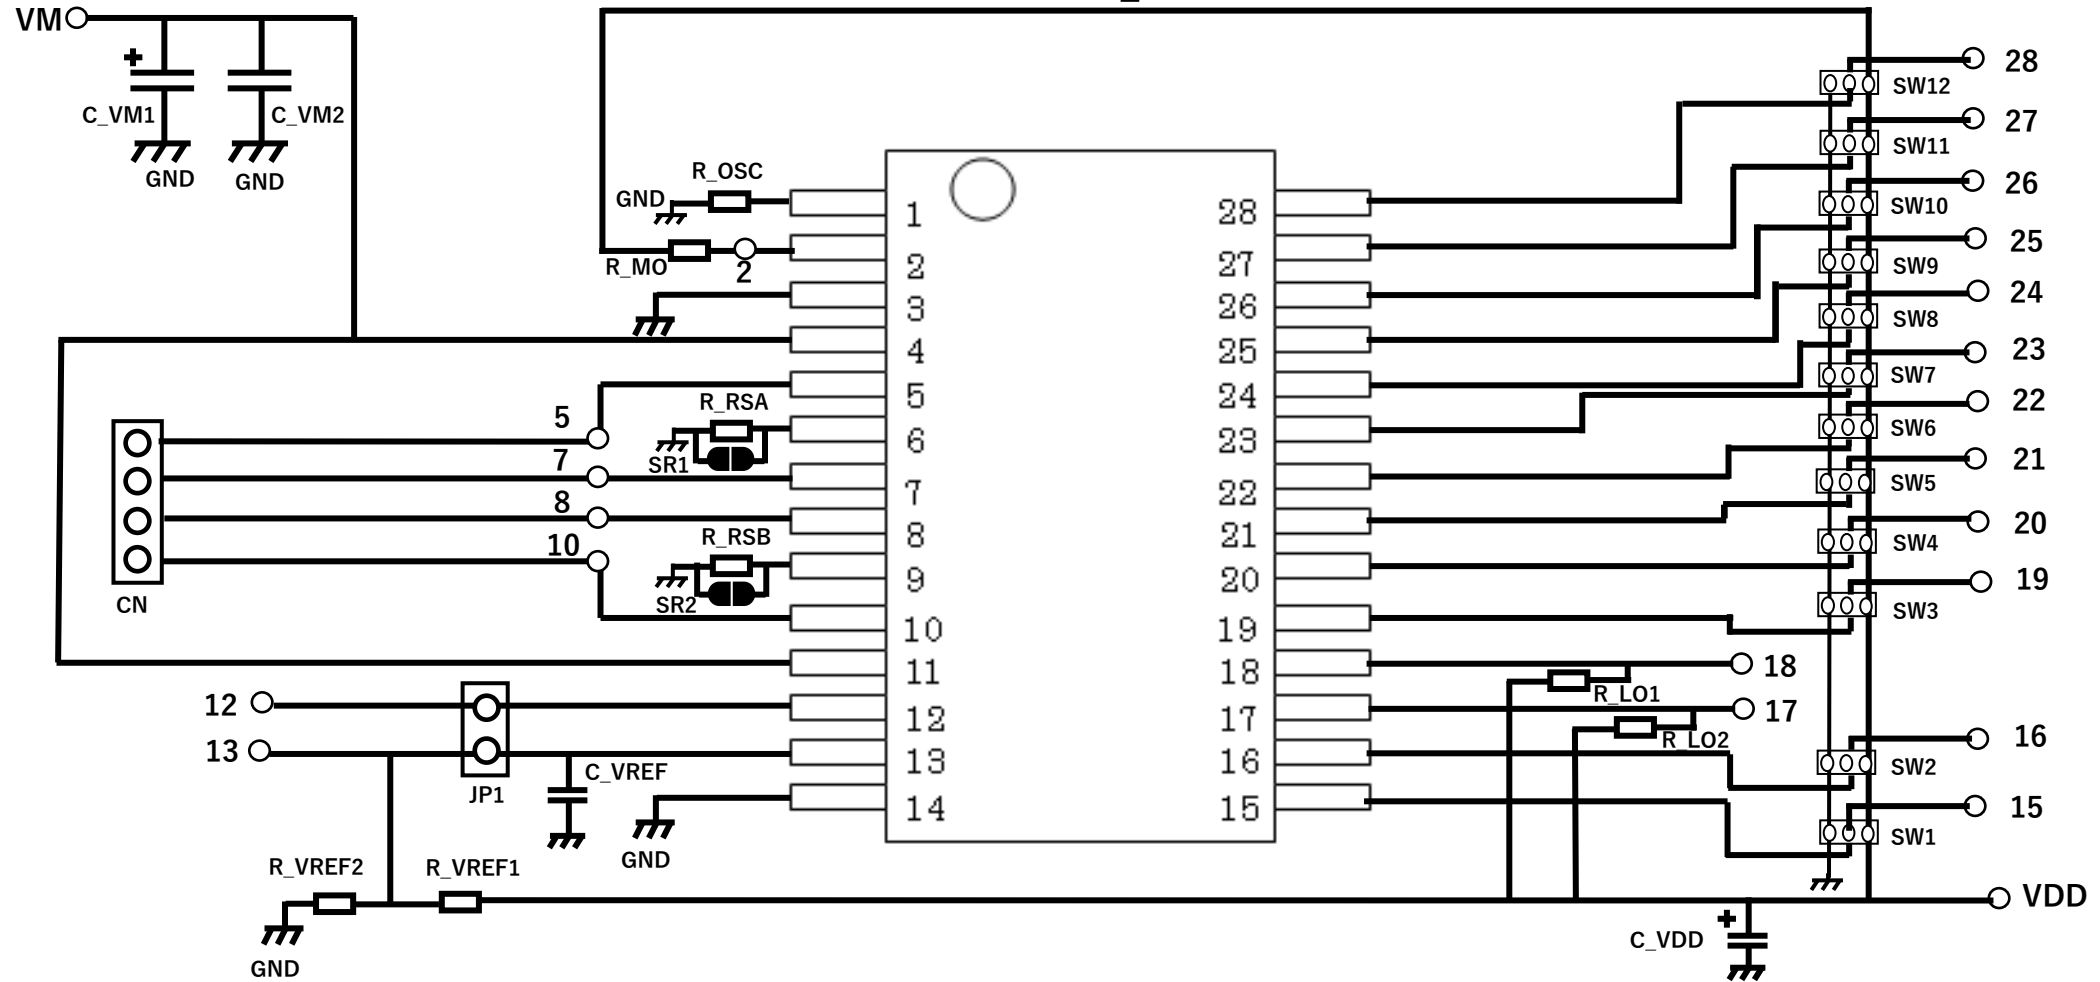 VM
+
C_VM1
C_VM2
GND
GND
R_OSC
GND
R_MO
2
5
7
8
10
R_RSA
SR1
R_RSB
SR2
CN
12
13
JP1
C_VREF
GND
R_VREF2
R_VREF1
GND
1
2
3
4
5
6
7
8
9
10
11
12
13
14
28
27
26
25
24
23
22
21
20
19
18
17
16
15
28
SW12
27
SW11
26
SW10
25
SW9
24
SW8
23
SW7
22
SW6
21
SW5
20
SW4
19
SW3
18
R_LO1
17
R_LO2
16
SW2
15
SW1
VDD
+
C_VDD